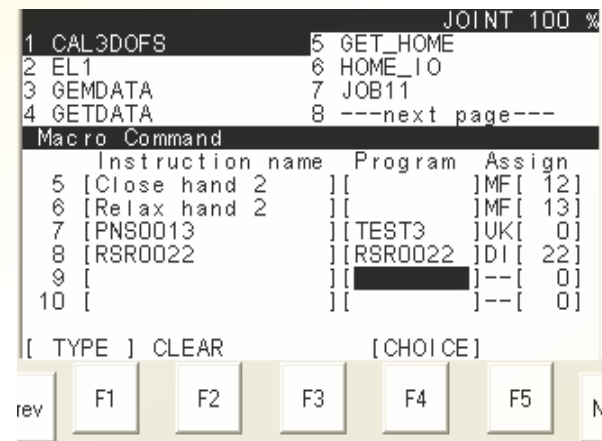 JOINT 100 %
1 CAL3DOFS 5 GET_HOME
2 EL1 6 HOME_IO
3 GEMDATA 7 JOB11
4 GETDATA 8 ---next page---
Macro Command
Instruction name Program Assign
5 [Close hand 2 ][ ]MF[ 12]
6 [Relax hand 2 ][ ]MF[ 13]
7 [PNS0013 ][TEST3 ]UK[ 0]
8 [RSR0022 ][RSR0022 ]DI[ 22]
9 [ ][ ]--[ 0]
10 [ ][ ]--[ 0]
[ TYPE ] CLEAR [CHOICE]
rev F1 F2 F3 F4 F5 N